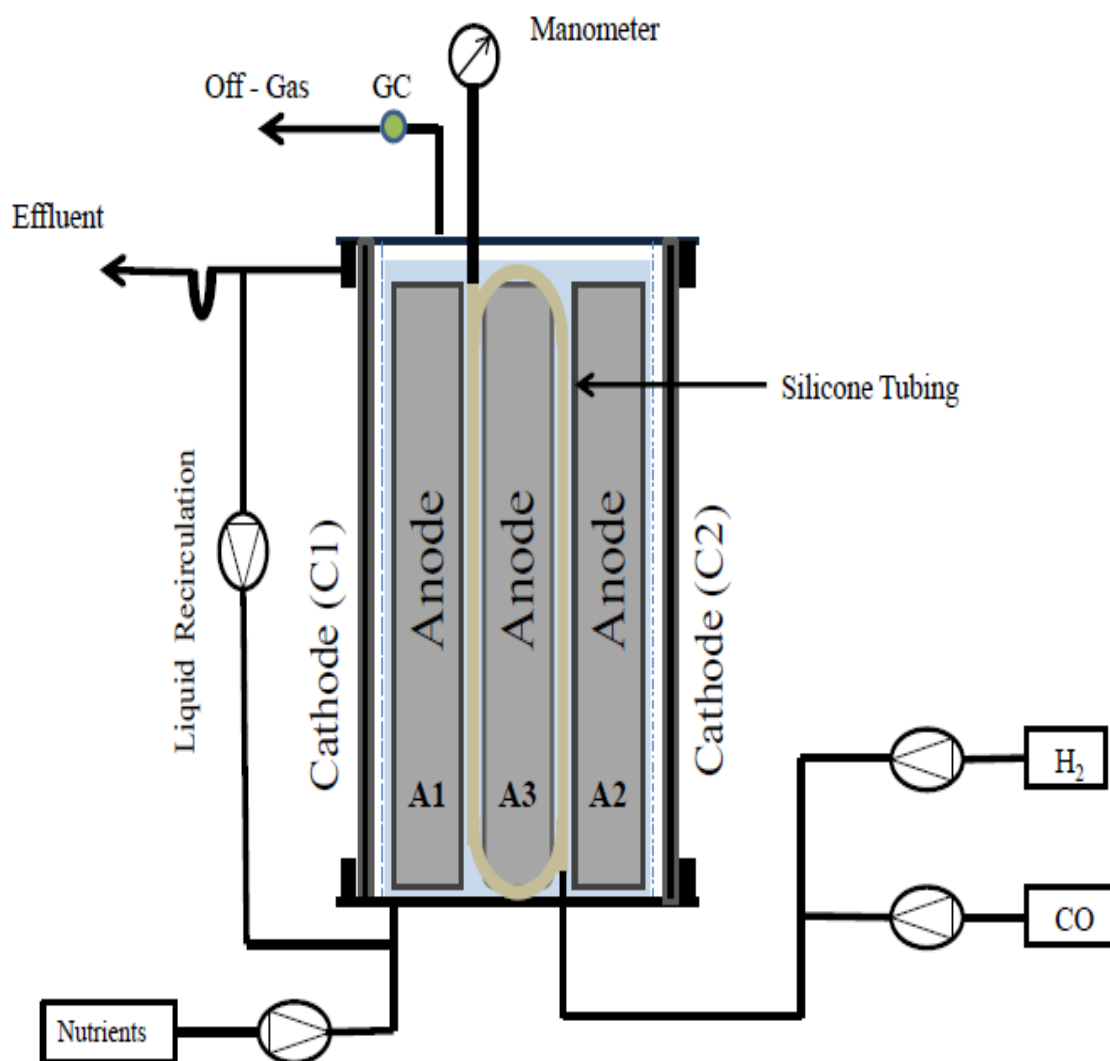 Manometer
Off - Gas
GC
Effluent
Silicone Tubing
Liquid Recirculation
Cathode (C1)
Anode
Anode
Anode
Cathode (C2)
A1
A3
A2
H₂
CO
Nutrients